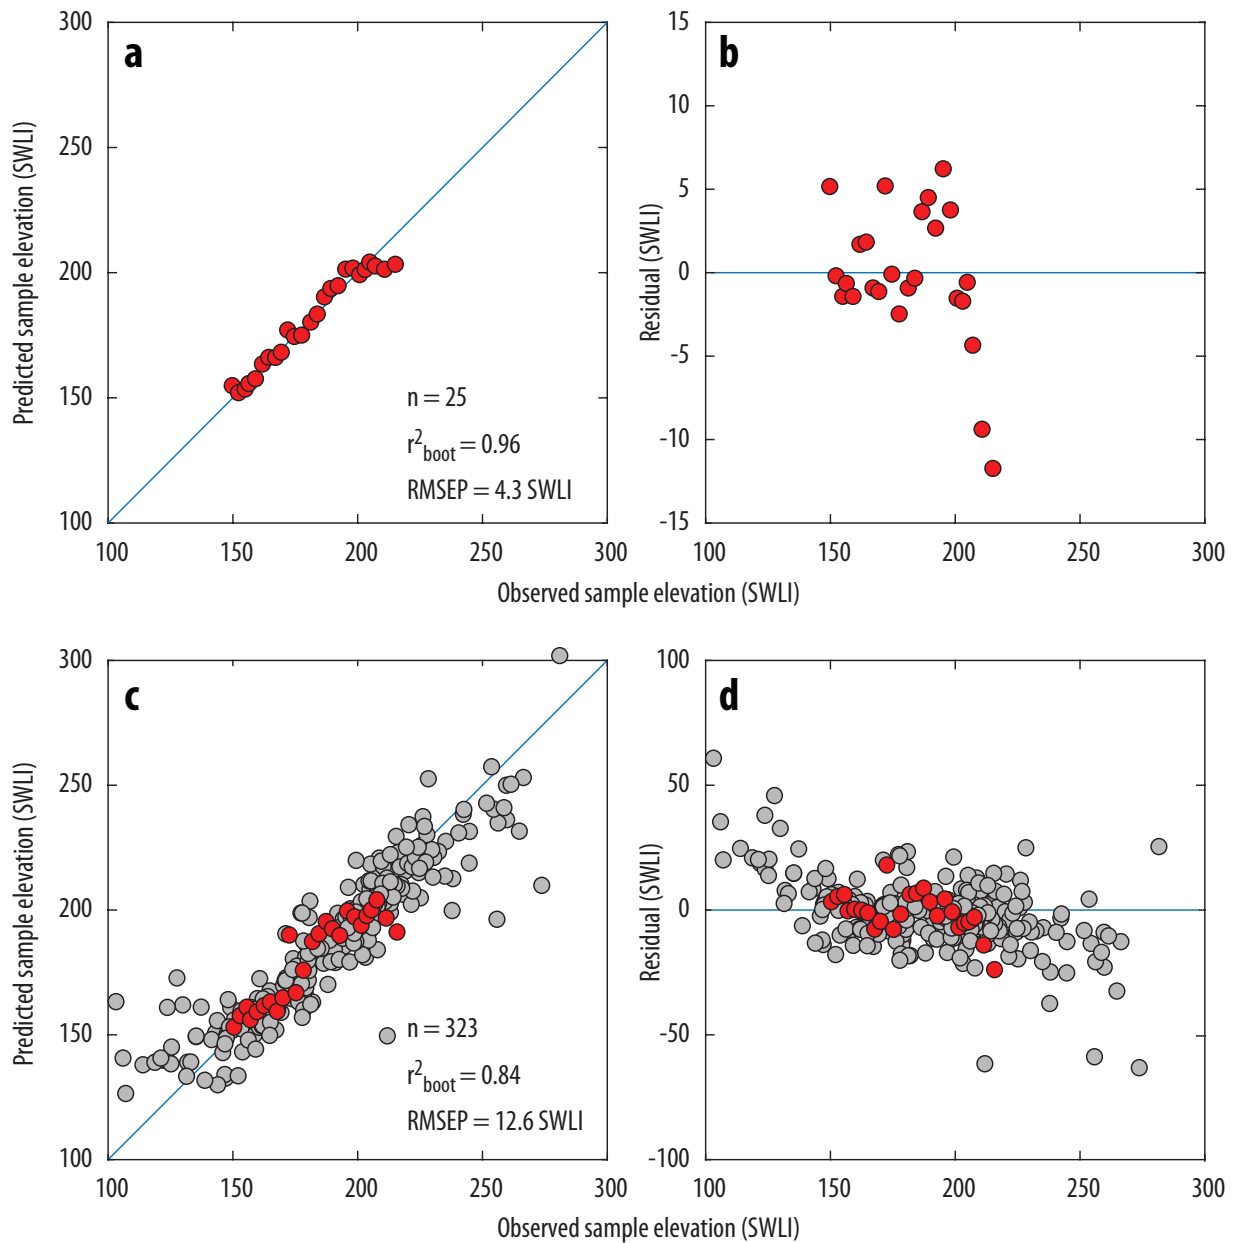 a
300
250
200
150
100
100 150 200 250 300
Predicted sample elevation (SWLI)
n = 25
r²boot = 0.96
RMSEP = 4.3 SWLI
b
15
10
5
0
-5
-10
-15
100 150 200 250 300
Residual (SWLI)
Observed sample elevation (SWLI)
c
300
250
200
150
100
100 150 200 250 300
Predicted sample elevation (SWLI)
n = 323
r²boot = 0.84
RMSEP = 12.6 SWLI
d
100
50
0
-50
-100
100 150 200 250 300
Residual (SWLI)
Observed sample elevation (SWLI)